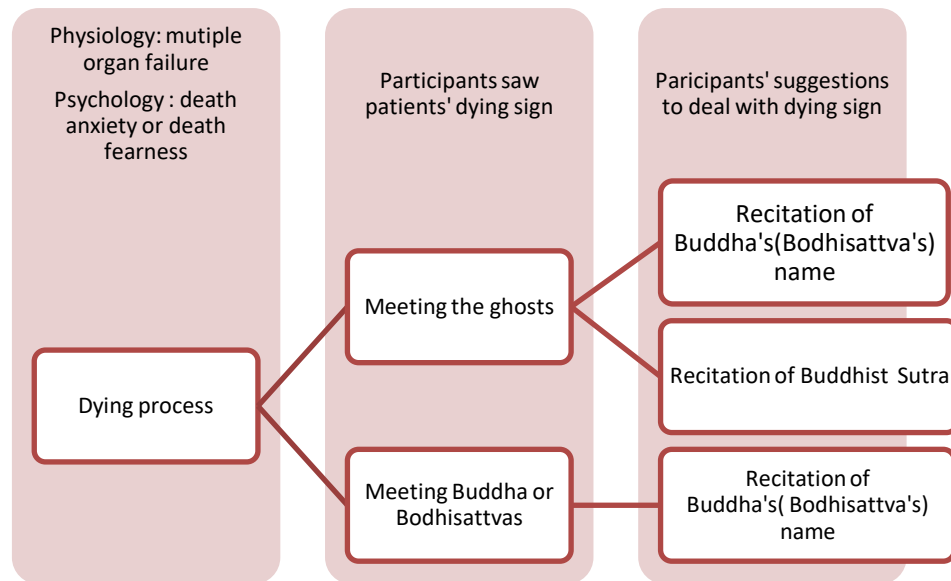 Physiology: mutiple
organ failure
Psychology : death
anxiety or death
fearness
Dying process
Participants saw
patients' dying sign
Meeting the ghosts
Meeting Buddha or
Bodhisattvas
Paricipants' suggestions
to deal with dying sign
Recitation of
Buddha's(Bodhisattva's)
name
Recitation of Buddhist Sutra
Recitation of
Buddha's( Bodhisattva's)
name